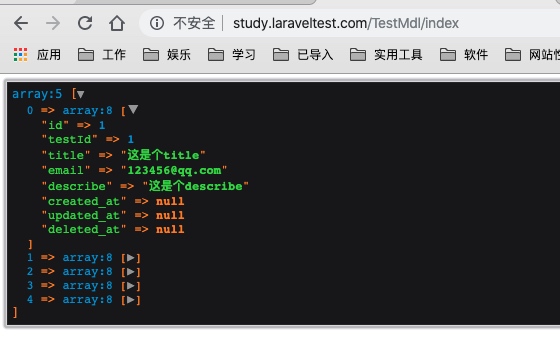 不安全 study.laraveltest.com/TestMdl/index
应用 工作 娱乐 学习 已导入 实用工具 软件 网站性
array:5 [▼
0 => array:8 [▼
"id" => 1
"testId" => 1
"title" => "这是个title"
"email" => "123456@qq.com"
"describe" => "这是个describe"
"created_at" => null
"updated_at" => null
"deleted_at" => null
]
1 => array:8 [▶]
2 => array:8 [▶]
3 => array:8 [▶]
4 => array:8 [▶]
]